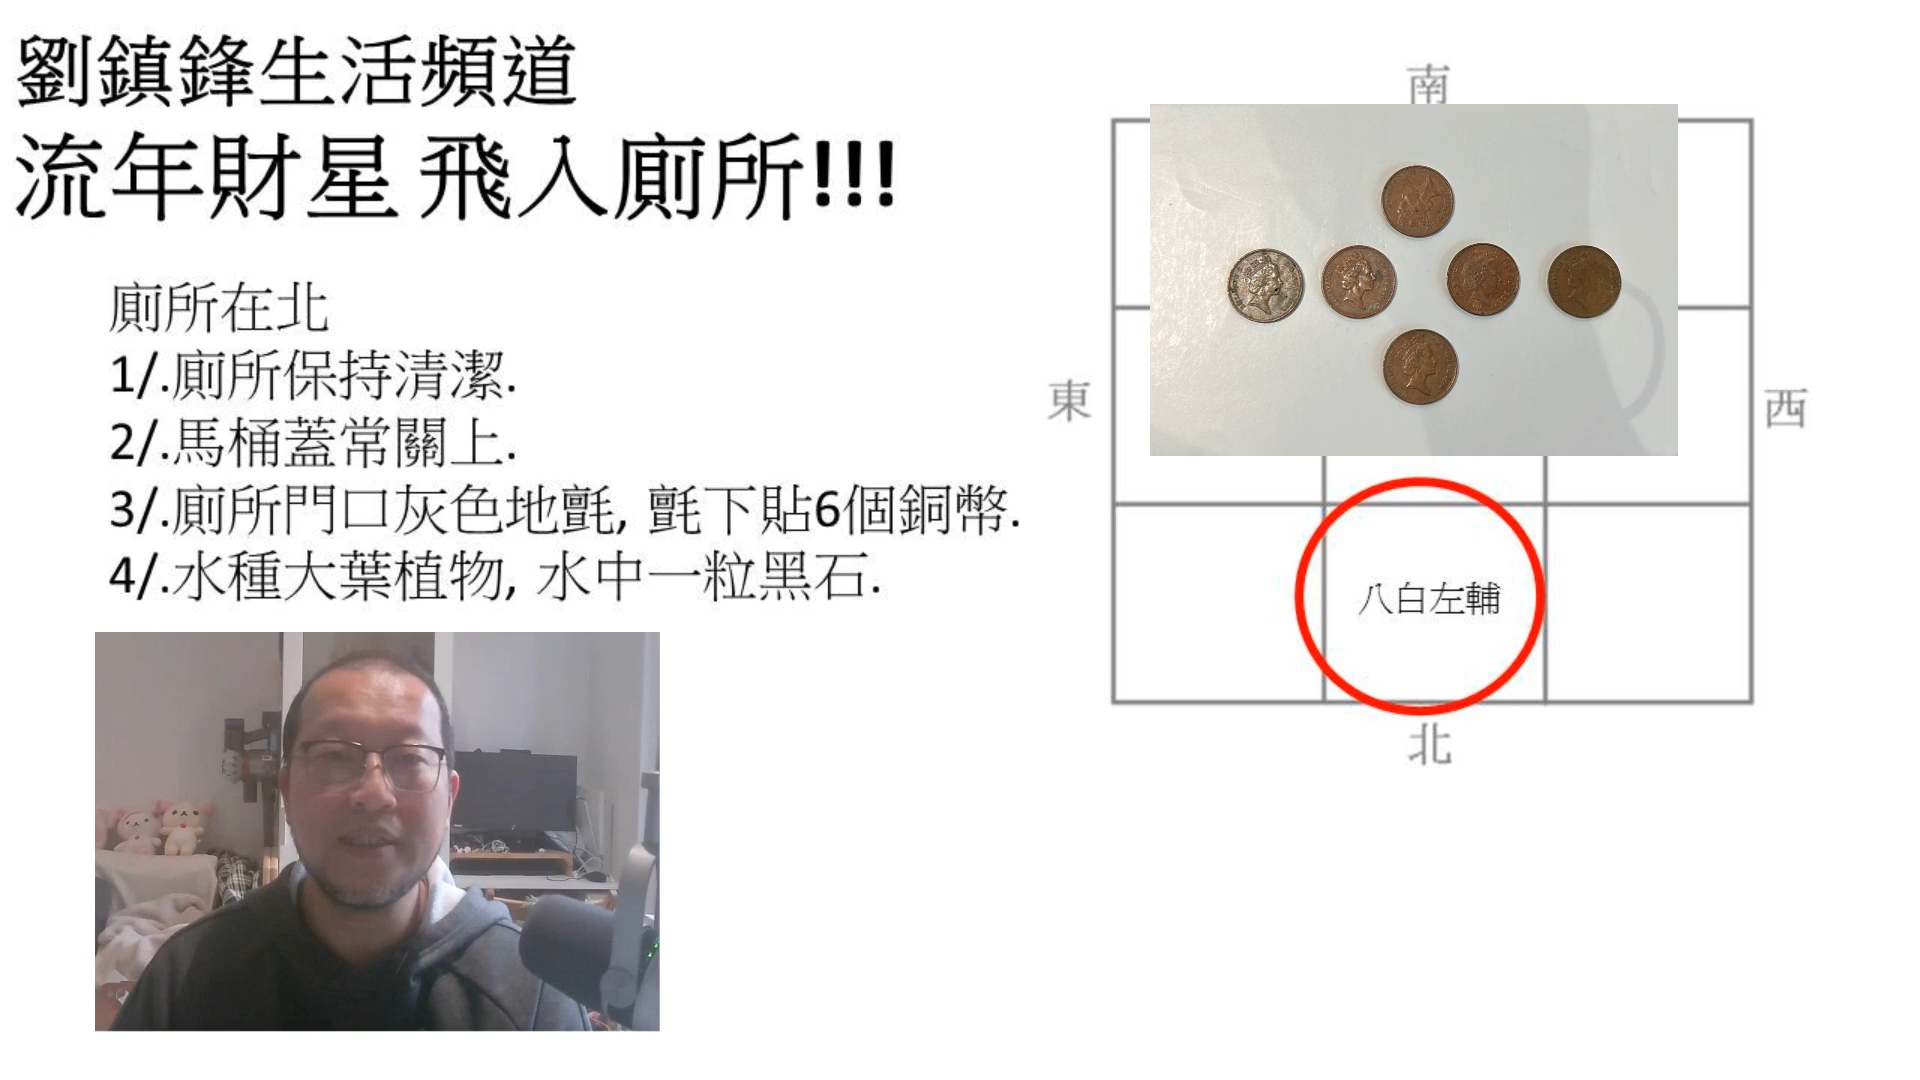 劉鎮鋒生活頻道
流年財星 飛入廁所!!!
廁所在北
1/.廁所保持清潔.
2/.馬桶蓋常關上.
3/.廁所門口灰色地氈, 氈下貼6個銅幣.
4/.水種大葉植物, 水中一粒黑石.
南
東
西
八白左輔
北